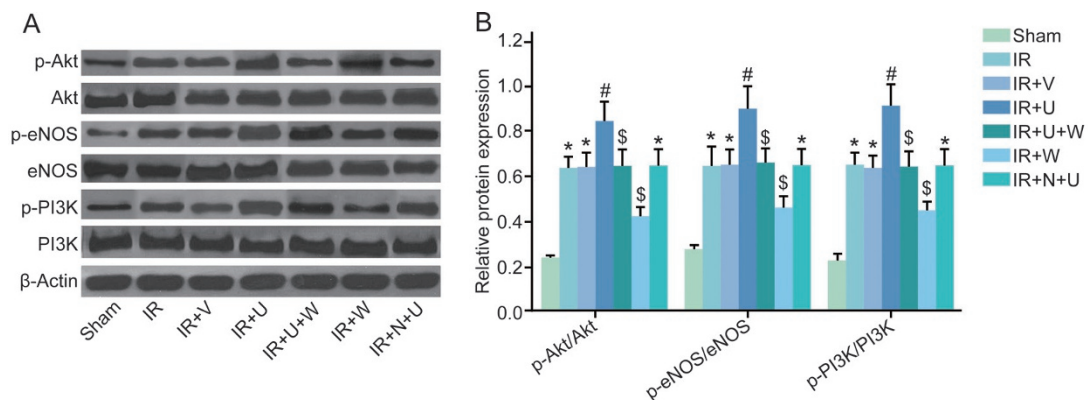 A
p-Akt
Akt
p-eNOS
eNOS
p-PI3K
PI3K
β-Actin
Sham
IR
IR+V
IR+U
IR+U+W
IR+W
IR+N+U
B
Relative protein expression
1.2
1.0
0.8
0.6
0.4
0.2
0.0
* * # $ $ *
* * # $ $ *
* * # $ $ *
p-Akt/Akt
p-eNOS/eNOS
p-PI3K/PI3K
Sham
IR
IR+V
IR+U
IR+U+W
IR+W
IR+N+U